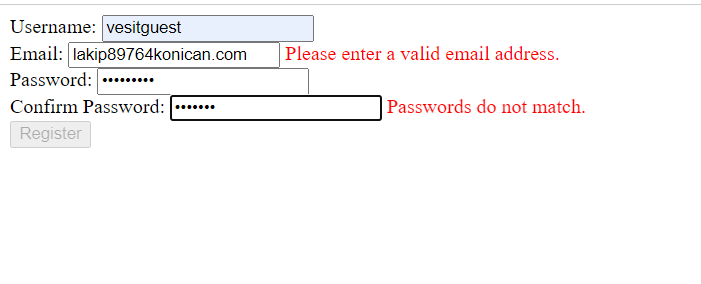 Username: vesitguest
Email: lakip89764konican.com Please enter a valid email address.
Password: •••••••••
Confirm Password: ••••••• Passwords do not match.
Register